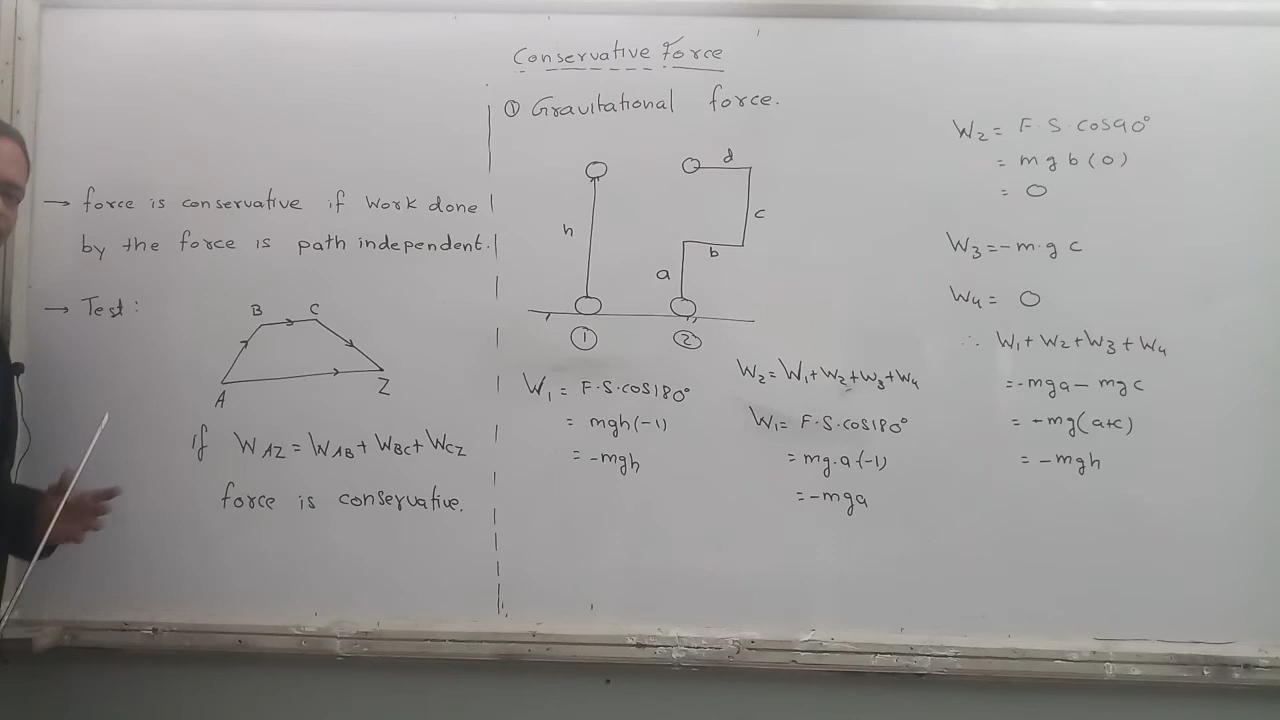 Conservative Force
→ force is conservative if work done
by the force is path independent.
→ Test:
B C
A Z
if W_AZ = W_AB + W_BC + W_CZ
force is conservative.
① Gravitational force.
h
d
c
b
a
① ②
W₁ = F·S·cos180°
= mgh(-1)
= -mgh
W₂ = W₁+W₂+W₃+W₄
W₁ = F·S·cos180°
= mg·a(-1)
= -mga
W₂ = F·S·cos90°
= mgb(0)
= 0
W₃ = -m·g c
W₄ = 0
∴ W₁+W₂+W₃+W₄
= -mga - mgc
= -mg(a+c)
= -mgh